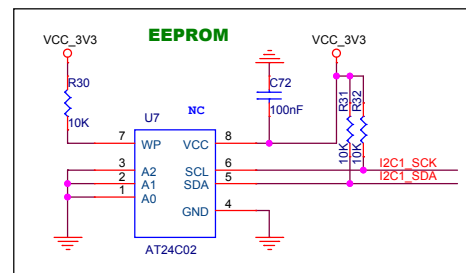 EEPROM
VCC_3V3
VCC_3V3
R30
10K
C72
100nF
R31
10K
R32
10K
U7
NC
7 WP VCC 8
3 A2 SCL 6 I2C1_SCK
2 A1 SDA 5 I2C1_SDA
1 A0
GND 4
AT24C02